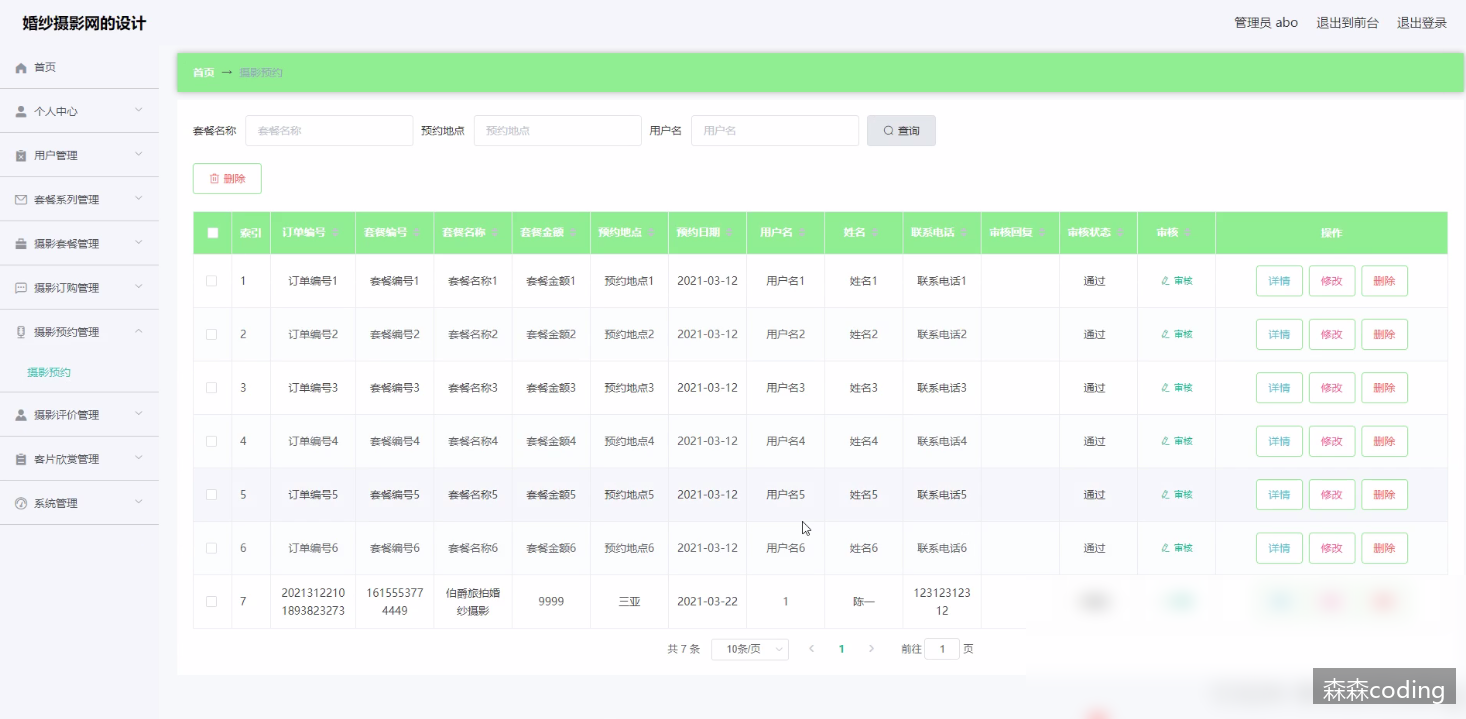 婚纱摄影网的设计
管理员 abo 退出到前台 退出登录
首页
个人中心
用户管理
套餐系列管理
摄影套餐管理
摄影订购管理
摄影预约管理
摄影预约
摄影评价管理
客片欣赏管理
系统管理
首页 → 摄影预约
套餐名称 套餐名称 预约地点 预约地点 用户名 用户名 查询
删除
索引 订单编号 套餐编号 套餐名称 套餐金额 预约地点 预约日期 用户名 姓名 联系电话 审核回复 审核状态 审核 操作
1 订单编号1 套餐编号1 套餐名称1 套餐金额1 预约地点1 2021-03-12 用户名1 姓名1 联系电话1 通过 审核 详情 修改 删除
2 订单编号2 套餐编号2 套餐名称2 套餐金额2 预约地点2 2021-03-12 用户名2 姓名2 联系电话2 通过 审核 详情 修改 删除
3 订单编号3 套餐编号3 套餐名称3 套餐金额3 预约地点3 2021-03-12 用户名3 姓名3 联系电话3 通过 审核 详情 修改 删除
4 订单编号4 套餐编号4 套餐名称4 套餐金额4 预约地点4 2021-03-12 用户名4 姓名4 联系电话4 通过 审核 详情 修改 删除
5 订单编号5 套餐编号5 套餐名称5 套餐金额5 预约地点5 2021-03-12 用户名5 姓名5 联系电话5 通过 审核 详情 修改 删除
6 订单编号6 套餐编号6 套餐名称6 套餐金额6 预约地点6 2021-03-12 用户名6 姓名6 联系电话6 通过 审核 详情 修改 删除
7 2021312210 161555377 伯爵旅拍婚 9999 三亚 2021-03-22 1 陈一 123123123
1893823273 4449 纱摄影 12
共 7 条 10条/页 1 前往 1 页
森森coding